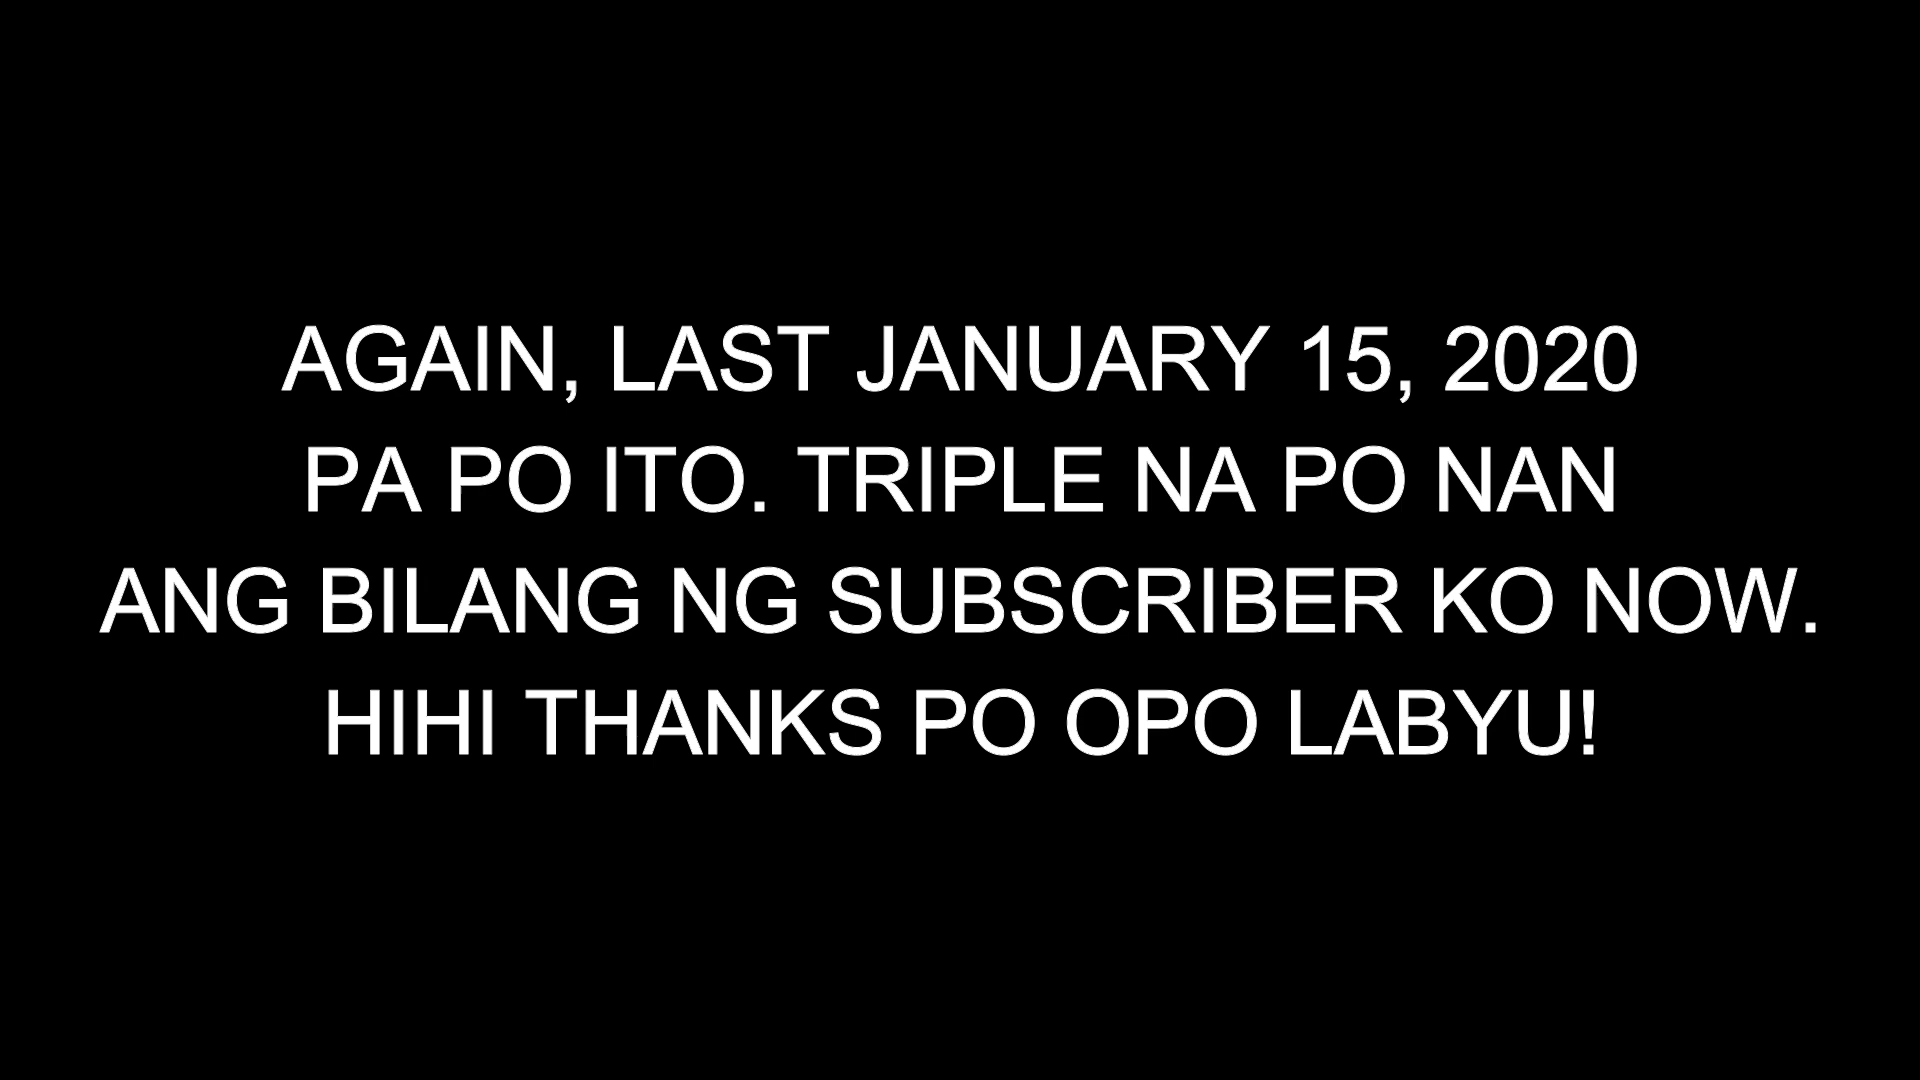 AGAIN, LAST JANUARY 15, 2020
PA PO ITO. TRIPLE NA PO NAN
ANG BILANG NG SUBSCRIBER KO NOW.
HIHI THANKS PO OPO LABYU!